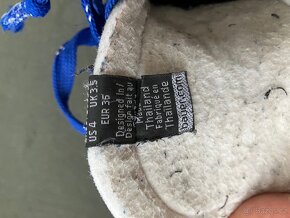 US 4 UK 3.5
EUR 35
Designed in/
Design fait au
Thailand
Fabriqué en
Thaïlande